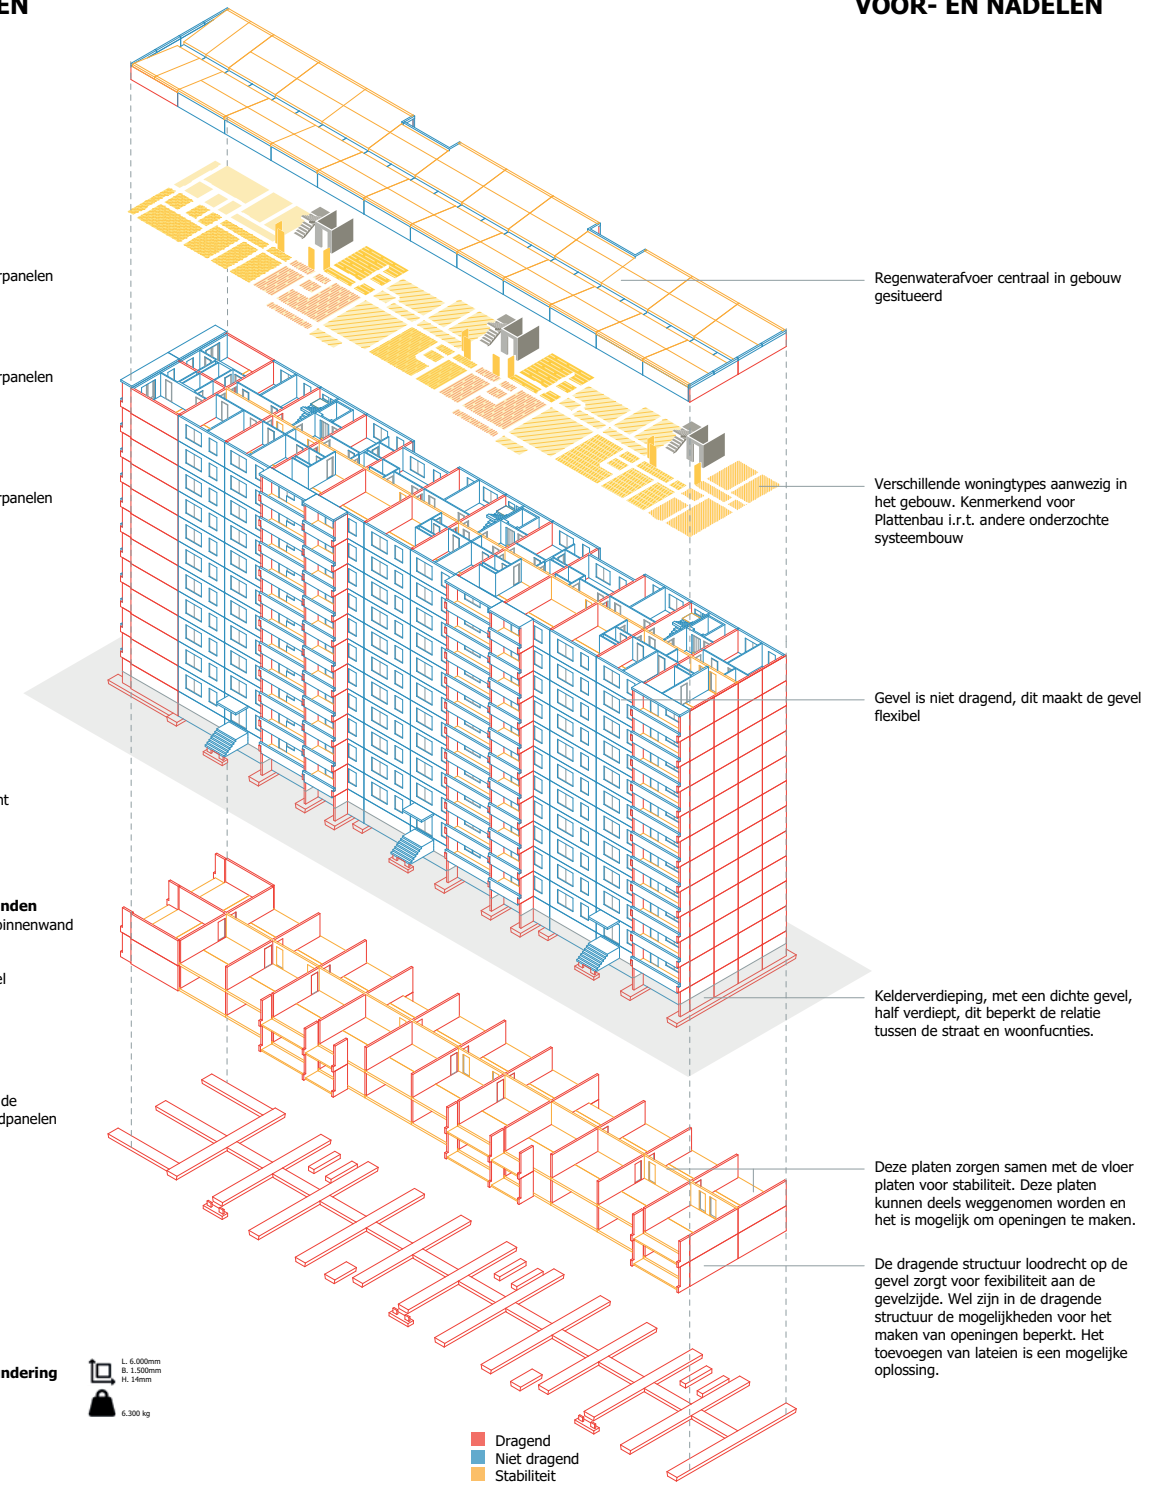 EN
VOOR- EN NADELEN
rpanelen
rpanelen
rpanelen
nt
nden
binnenwand
el
de
dpanelen
ndering
L. 6.000mm
B. 1.500mm
H. 14mm
6.300 kg
Regenwaterafvoer centraal in gebouw
gesitueerd
Verschillende woningtypes aanwezig in
het gebouw. Kenmerkend voor
Plattenbau i.r.t. andere onderzochte
systeembouw
Gevel is niet dragend, dit maakt de gevel
flexibel
Kelderverdieping, met een dichte gevel,
half verdiept, dit beperkt de relatie
tussen de straat en woonfucnties.
Deze platen zorgen samen met de vloer
platen voor stabiliteit. Deze platen
kunnen deels weggenomen worden en
het is mogelijk om openingen te maken.
De dragende structuur loodrecht op de
gevel zorgt voor fexibiliteit aan de
gevelzijde. Wel zijn in de dragende
structuur de mogelijkheden voor het
maken van openingen beperkt. Het
toevoegen van lateien is een mogelijke
oplossing.
Dragend
Niet dragend
Stabiliteit